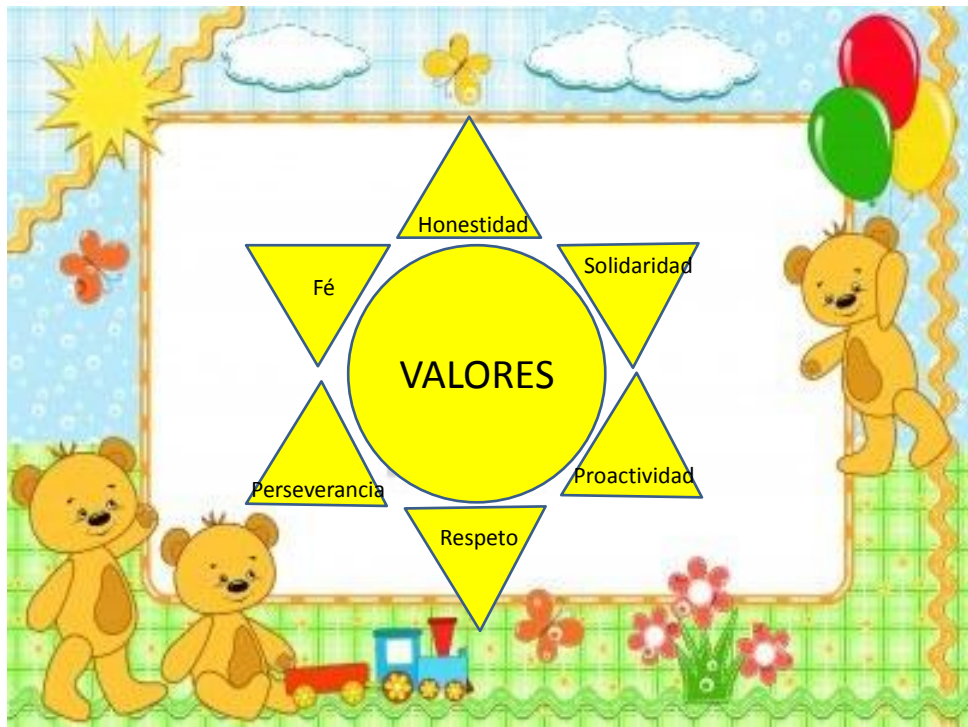 Honestidad
Solidaridad
Fé
VALORES
Proactividad
Perseverancia
Respeto